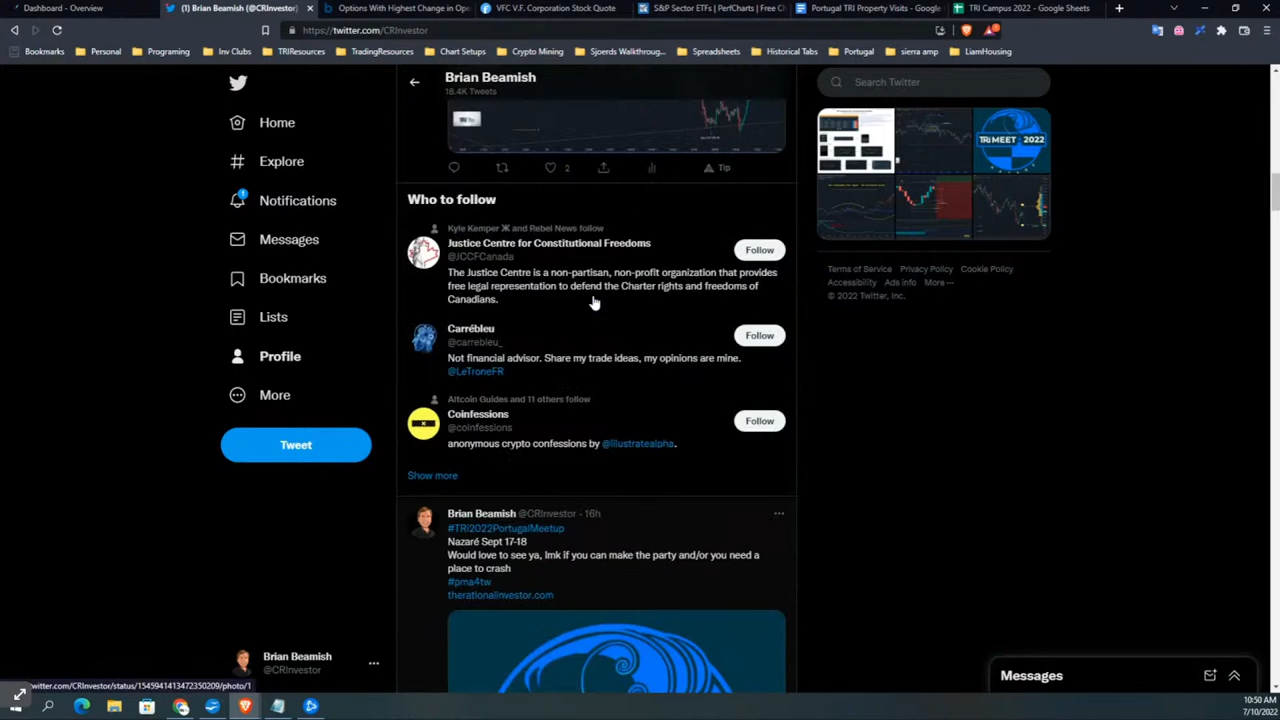 Dashboard - Overview
(1) Brian Beamish (@CRInvestor)
Options With Highest Change in Ope
VFC V.F. Corporation Stock Quote
S&P Sector ETFs | PerfCharts | Free C
Portugal TRI Property Visits - Google
TRI Campus 2022 - Google Sheets
https://twitter.com/CRInvestor
Bookmarks
Personal
Programing
Inv Clubs
TRIResources
TradingResources
Chart Setups
Crypto Mining
Sjoerds Walkthroug...
Spreadsheets
Historical Tabs
Portugal
sierra amp
LiamHousing
Home
Explore
1
Notifications
Messages
Bookmarks
Lists
Profile
More
Tweet
Brian Beamish
@CRInvestor
Brian Beamish
18.4K Tweets
2
Tip
Who to follow
Kyle Kemper Ж and Rebel News follow
Justice Centre for Constitutional Freedoms
@JCCFCanada
Follow
The Justice Centre is a non-partisan, non-profit organization that provides
free legal representation to defend the Charter rights and freedoms of
Canadians.
Carrébleu
@carrebleu_
Follow
Not financial advisor. Share my trade ideas, my opinions are mine.
@LeTroneFR
Altcoin Guides and 11 others follow
Coinfessions
@coinfessions
Follow
anonymous crypto confessions by @illustratealpha.
Show more
Brian Beamish @CRInvestor · 16h
#TRi2022PortugalMeetup
Nazaré Sept 17-18
Would love to see ya, lmk if you can make the party and/or you need a
place to crash
#pma4tw
therationalinvestor.com
Search Twitter
TRi MEET 2022
Terms of Service Privacy Policy Cookie Policy
Accessibility Ads info More ···
© 2022 Twitter, Inc.
Messages
twitter.com/CRInvestor/status/1545941413472350209/photo/1
10:50 AM
7/10/2022